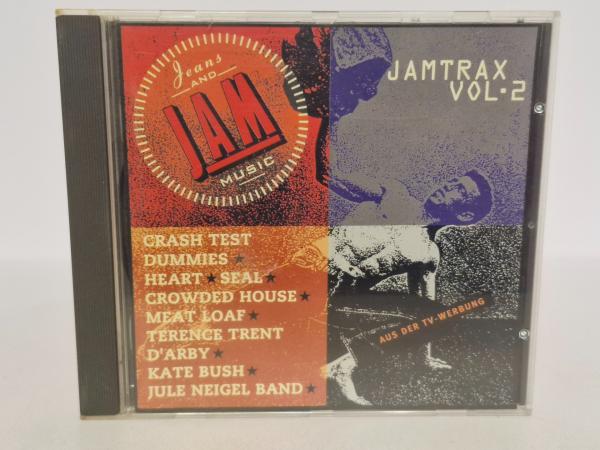 Jeans
AND
JAM
MUSIC
JAMTRAX
VOL·2
CRASH TEST
DUMMIES★
HEART★SEAL★
CROWDED HOUSE★
MEAT LOAF★
TERENCE TRENT
D'ARBY★
KATE BUSH★
JULE NEIGEL BAND★
AUS DER TV-WERBUNG